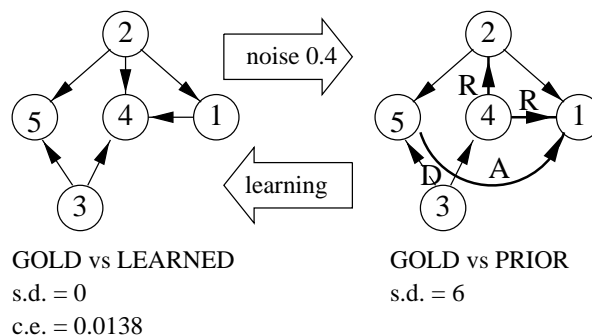 2
5
4
1
3
noise 0.4
learning
2
R
R
5
4
1
D
A
3
GOLD vs LEARNED
s.d. = 0
c.e. = 0.0138
GOLD vs PRIOR
s.d. = 6